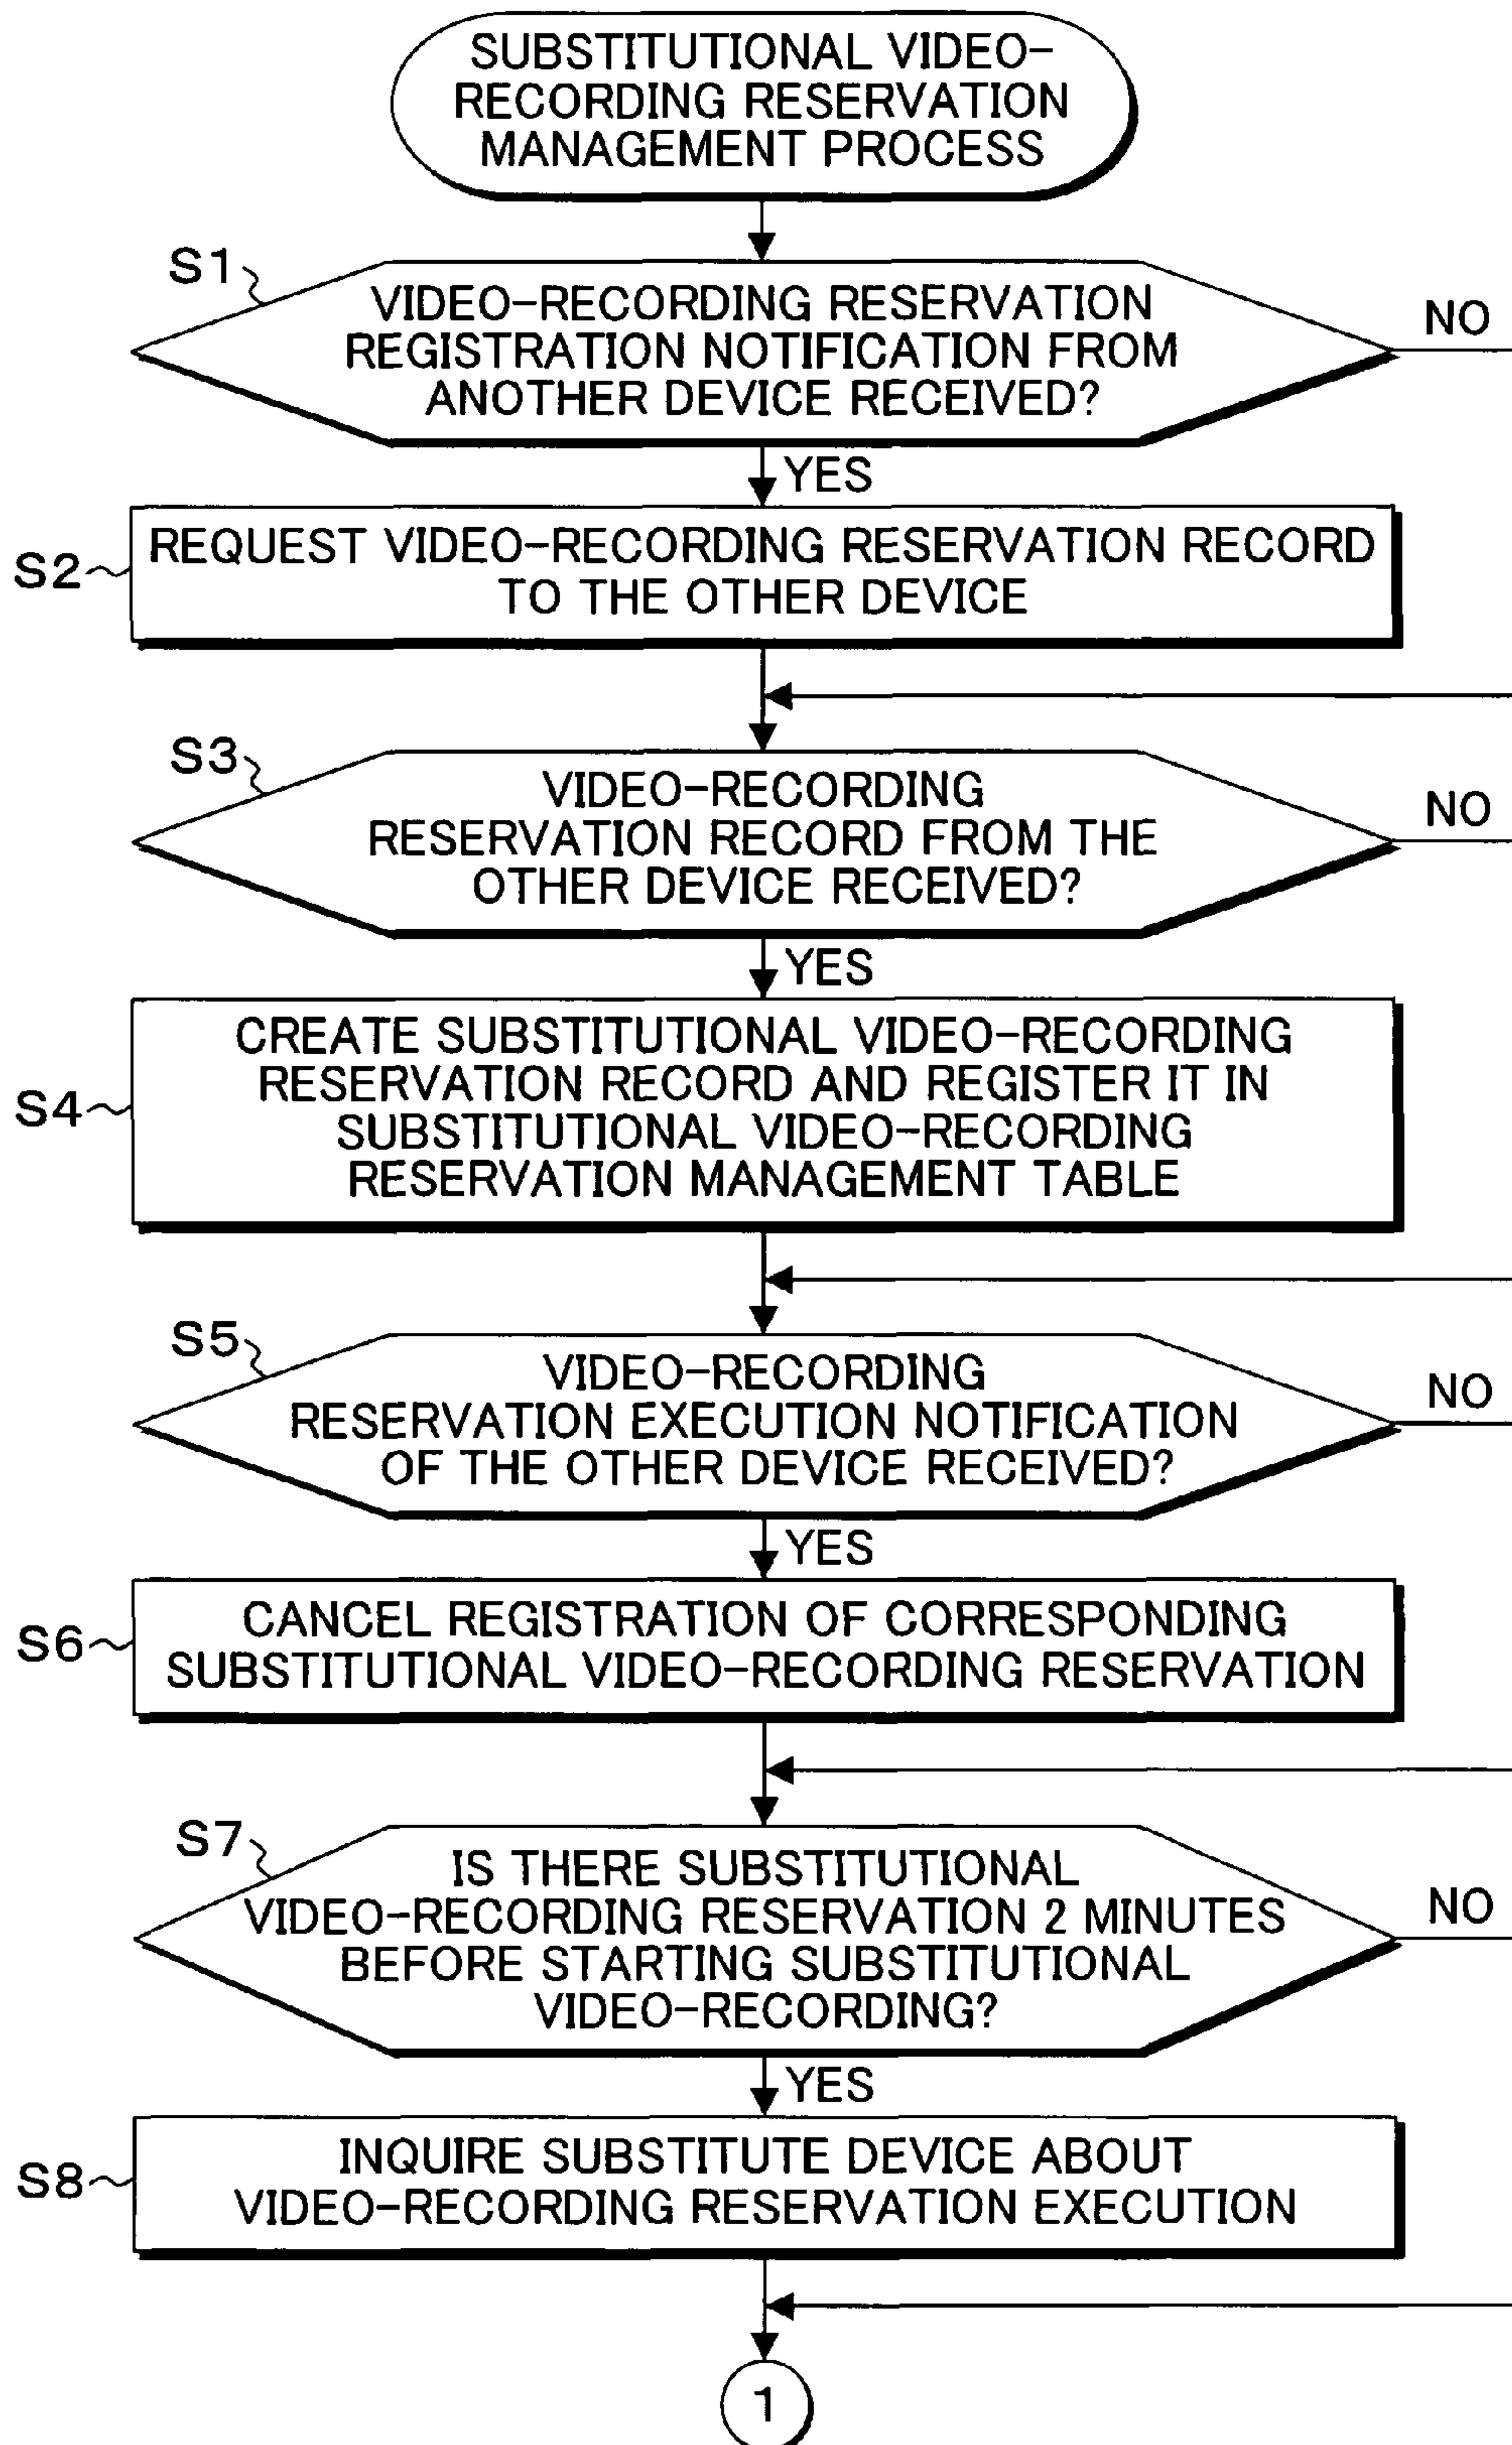 SUBSTITUTIONAL VIDEO-
RECORDING RESERVATION
MANAGEMENT PROCESS
S1
VIDEO-RECORDING RESERVATION
REGISTRATION NOTIFICATION FROM
ANOTHER DEVICE RECEIVED?
NO
YES
S2
REQUEST VIDEO-RECORDING RESERVATION RECORD
TO THE OTHER DEVICE
S3
VIDEO-RECORDING
RESERVATION RECORD FROM THE
OTHER DEVICE RECEIVED?
NO
YES
S4
CREATE SUBSTITUTIONAL VIDEO-RECORDING
RESERVATION RECORD AND REGISTER IT IN
SUBSTITUTIONAL VIDEO-RECORDING
RESERVATION MANAGEMENT TABLE
S5
VIDEO-RECORDING
RESERVATION EXECUTION NOTIFICATION
OF THE OTHER DEVICE RECEIVED?
NO
YES
S6
CANCEL REGISTRATION OF CORRESPONDING
SUBSTITUTIONAL VIDEO-RECORDING RESERVATION
S7
IS THERE SUBSTITUTIONAL
VIDEO-RECORDING RESERVATION 2 MINUTES
BEFORE STARTING SUBSTITUTIONAL
VIDEO-RECORDING?
NO
YES
S8
INQUIRE SUBSTITUTE DEVICE ABOUT
VIDEO-RECORDING RESERVATION EXECUTION
1